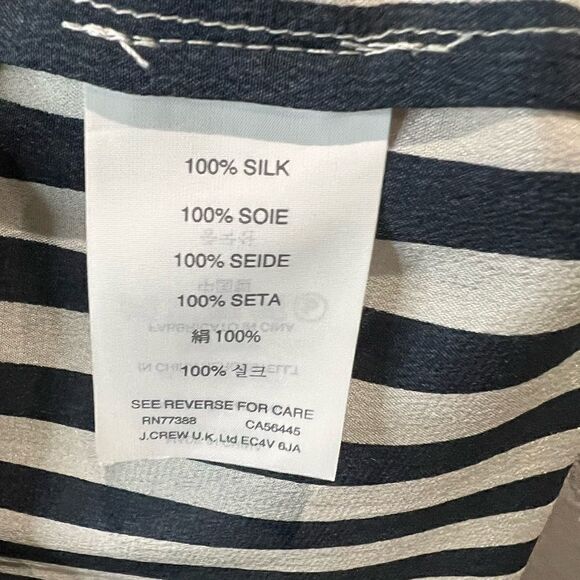 100% SILK
100% SOIE
100% SEIDE
100% SETA
絹 100%
100% 실크
SEE REVERSE FOR CARE
RN77388 CA56445
J.CREW U.K. Ltd EC4V 6JA